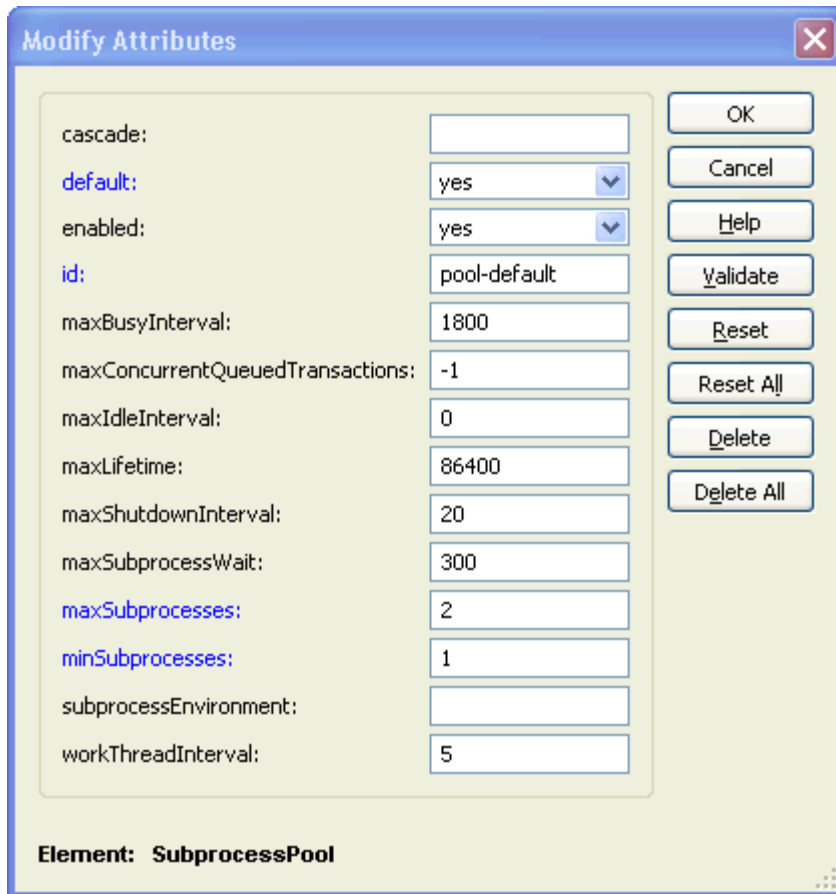 Modify Attributes
cascade:
default: yes
enabled: yes
id: pool-default
maxBusyInterval: 1800
maxConcurrentQueuedTransactions: -1
maxIdleInterval: 0
maxLifetime: 86400
maxShutdownInterval: 20
maxSubprocessWait: 300
maxSubprocesses: 2
minSubprocesses: 1
subprocessEnvironment:
workThreadInterval: 5
OK
Cancel
Help
Validate
Reset
Reset All
Delete
Delete All
Element: SubprocessPool